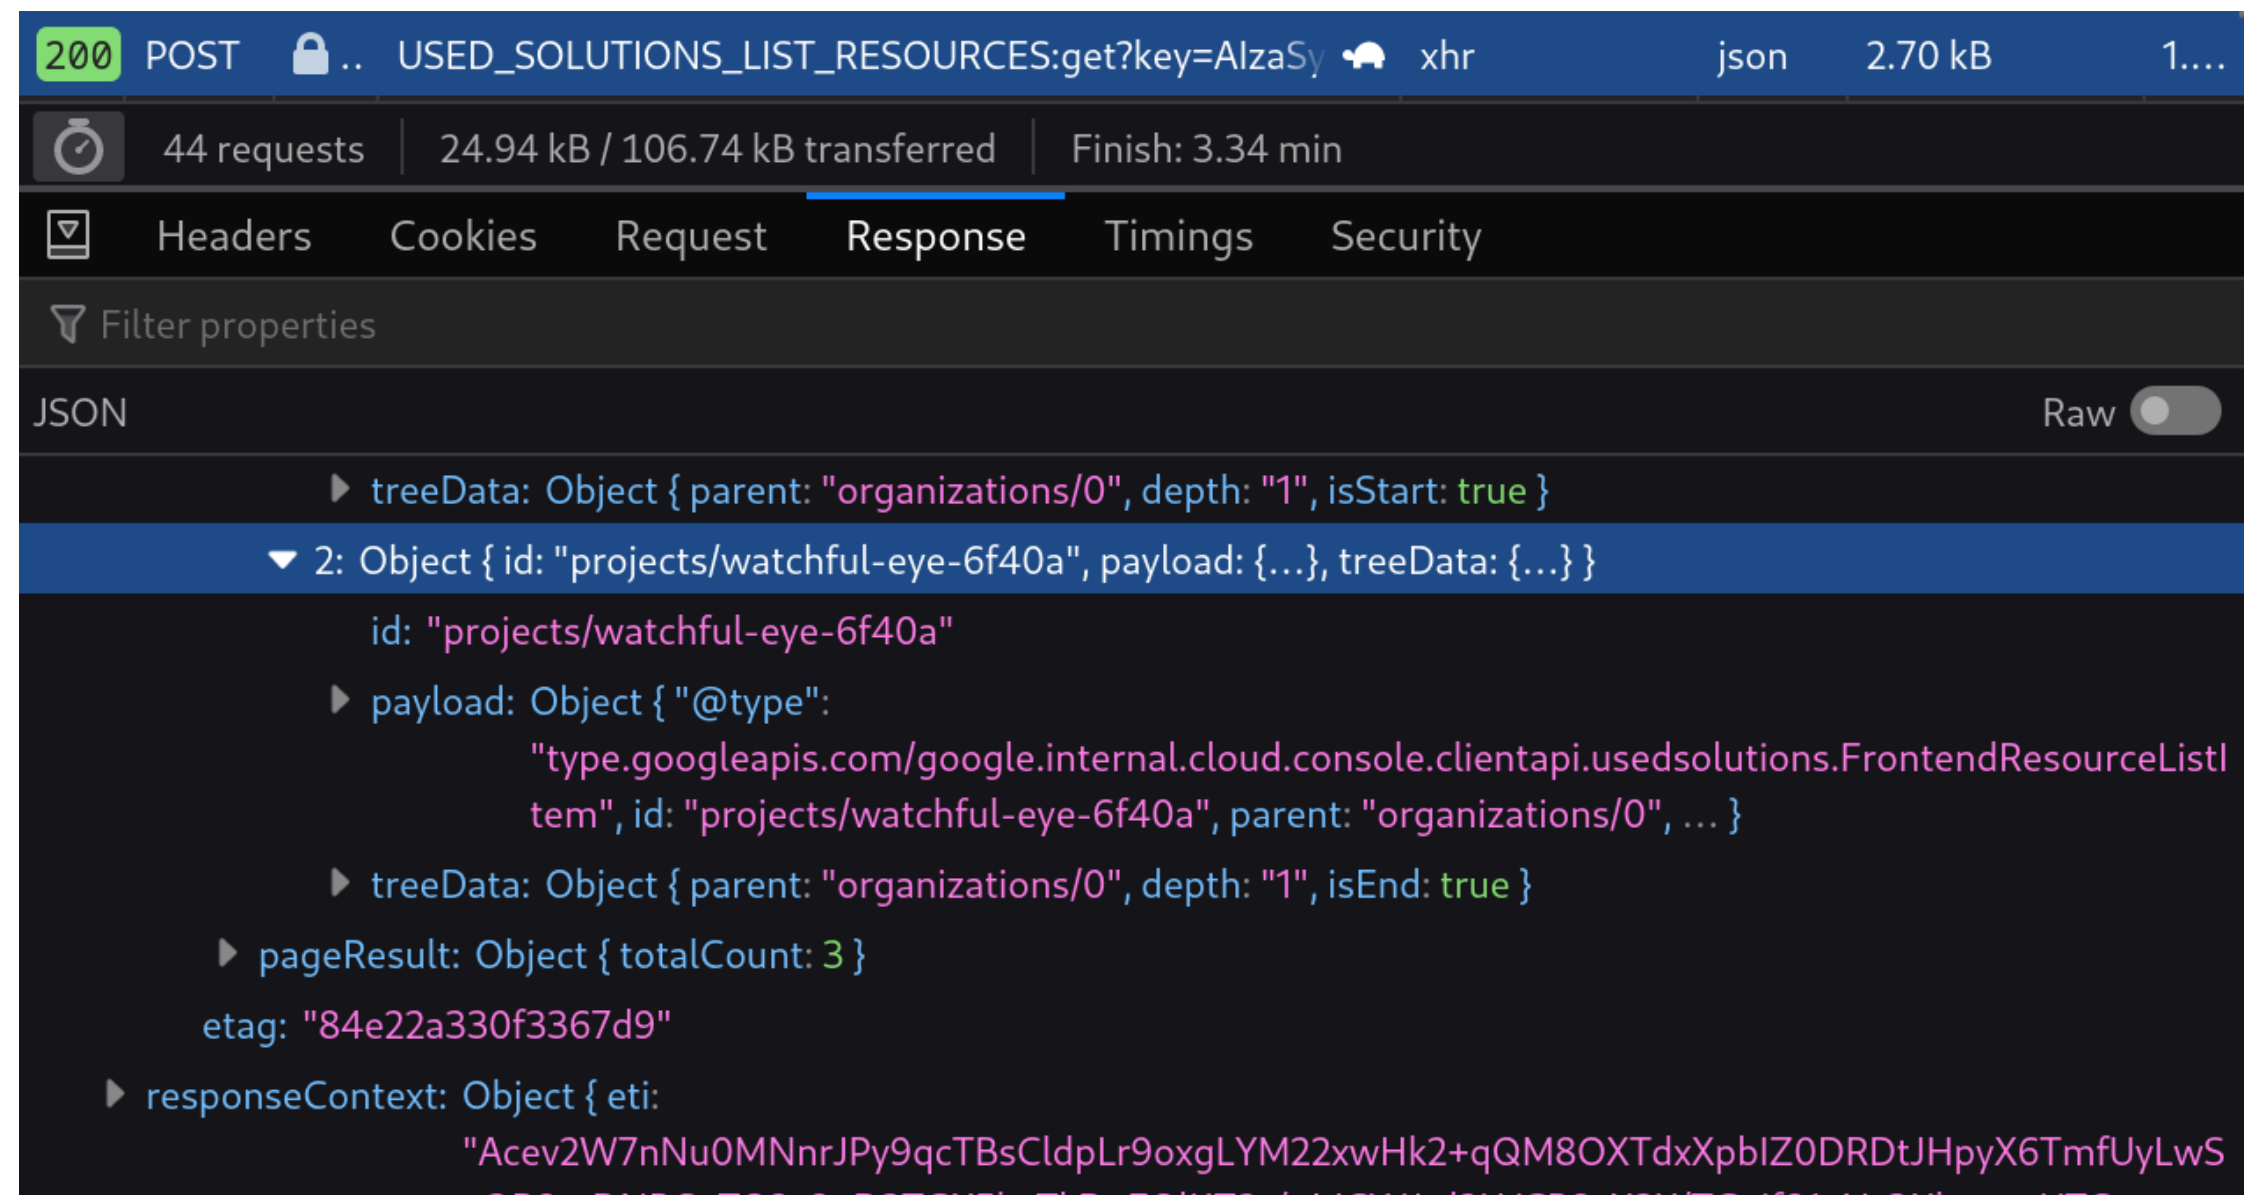 200 POST .. USED_SOLUTIONS_LIST_RESOURCES:get?key=AIzaSy xhr json 2.70 kB 1....
44 requests 24.94 kB / 106.74 kB transferred Finish: 3.34 min
Headers Cookies Request Response Timings Security
Filter properties
JSON Raw
treeData: Object { parent: "organizations/0", depth: "1", isStart: true }
2: Object { id: "projects/watchful-eye-6f40a", payload: {…}, treeData: {…} }
id: "projects/watchful-eye-6f40a"
payload: Object { "@type":
"type.googleapis.com/google.internal.cloud.console.clientapi.usedsolutions.FrontendResourceListI
tem", id: "projects/watchful-eye-6f40a", parent: "organizations/0", … }
treeData: Object { parent: "organizations/0", depth: "1", isEnd: true }
pageResult: Object { totalCount: 3 }
etag: "84e22a330f3367d9"
responseContext: Object { eti:
"Acev2W7nNu0MNnrJPy9qcTBsCldpLr9oxgLYM22xwHk2+qQM8OXTdxXpbIZ0DRDtJHpyX6TmfUyLwS